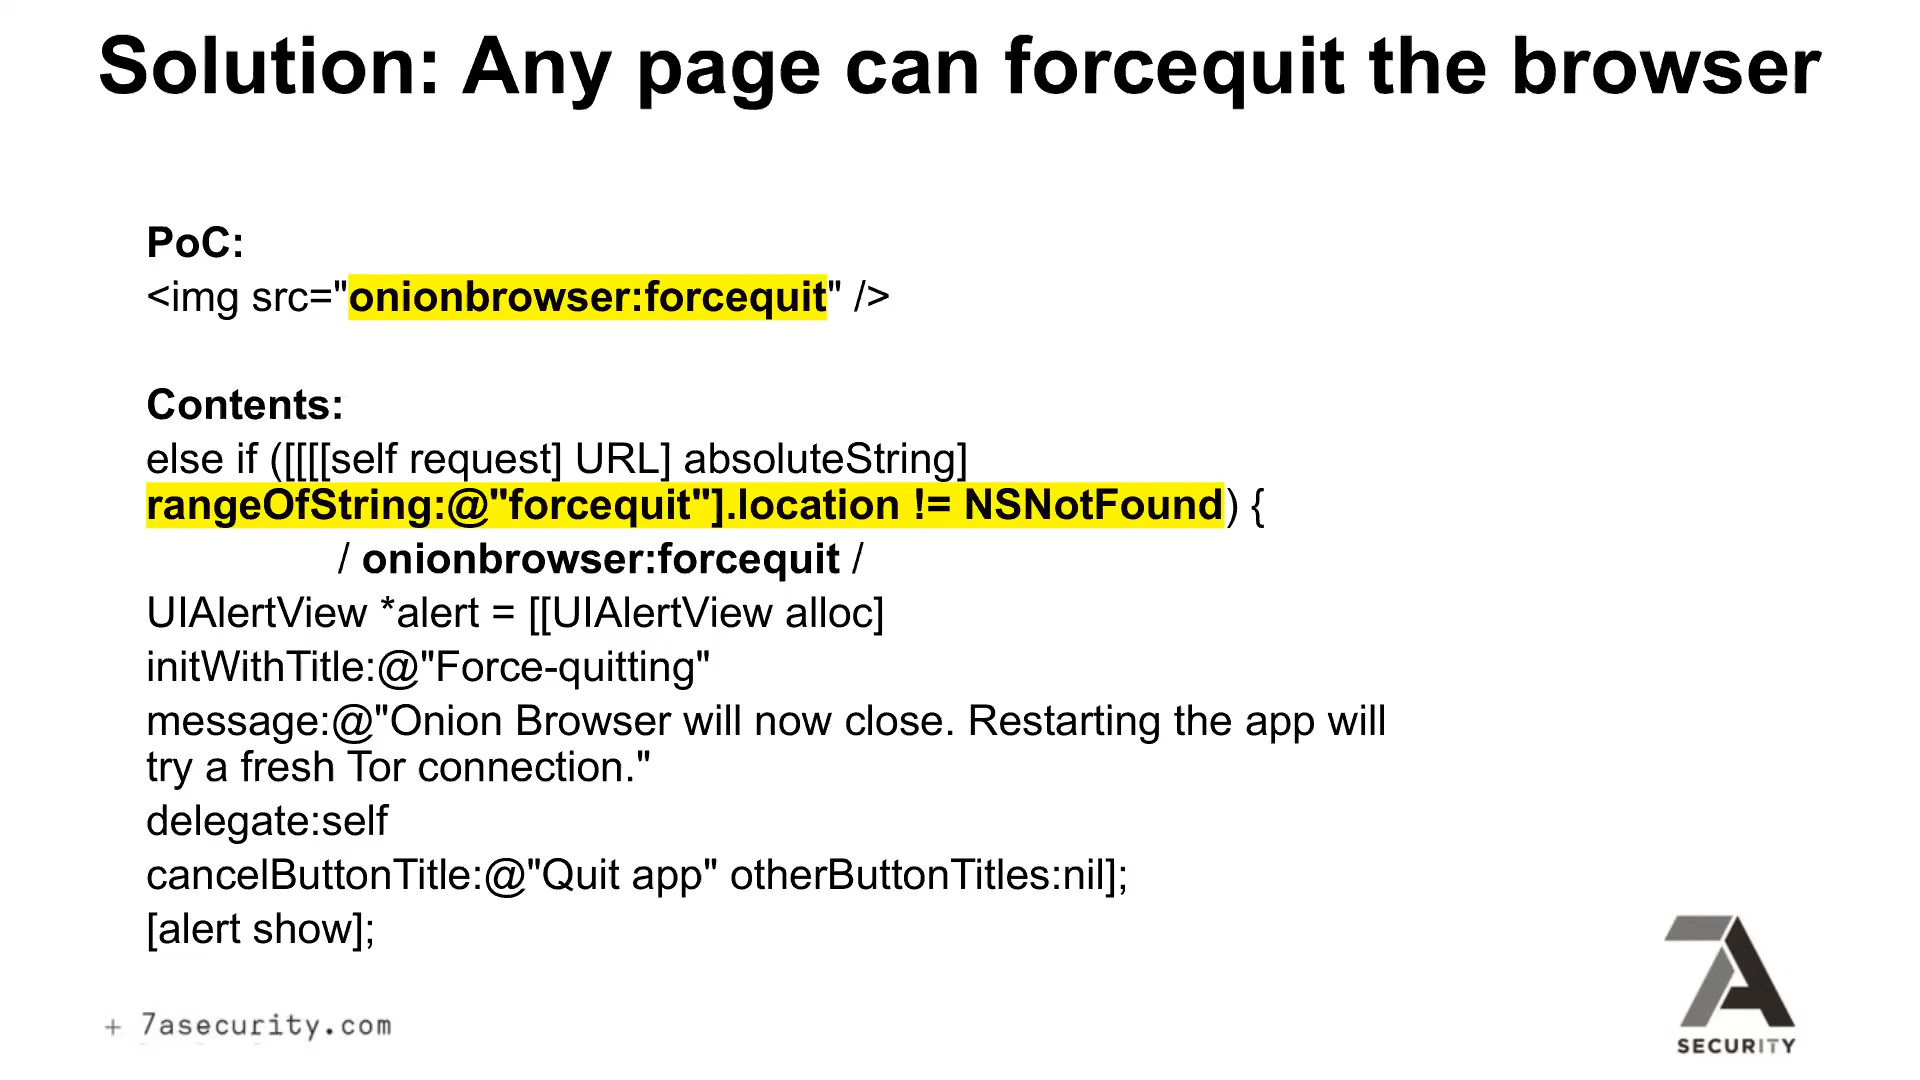 Solution: Any page can forcequit the browser
PoC:
<img src="onionbrowser:forcequit" />
Contents:
else if ([[[[self request] URL] absoluteString]
rangeOfString:@"forcequit"].location != NSNotFound) {
/ onionbrowser:forcequit /
UIAlertView *alert = [[UIAlertView alloc]
initWithTitle:@"Force-quitting"
message:@"Onion Browser will now close. Restarting the app will
try a fresh Tor connection."
delegate:self
cancelButtonTitle:@"Quit app" otherButtonTitles:nil];
[alert show];
+ 7asecurity.com
7A
SECURITY